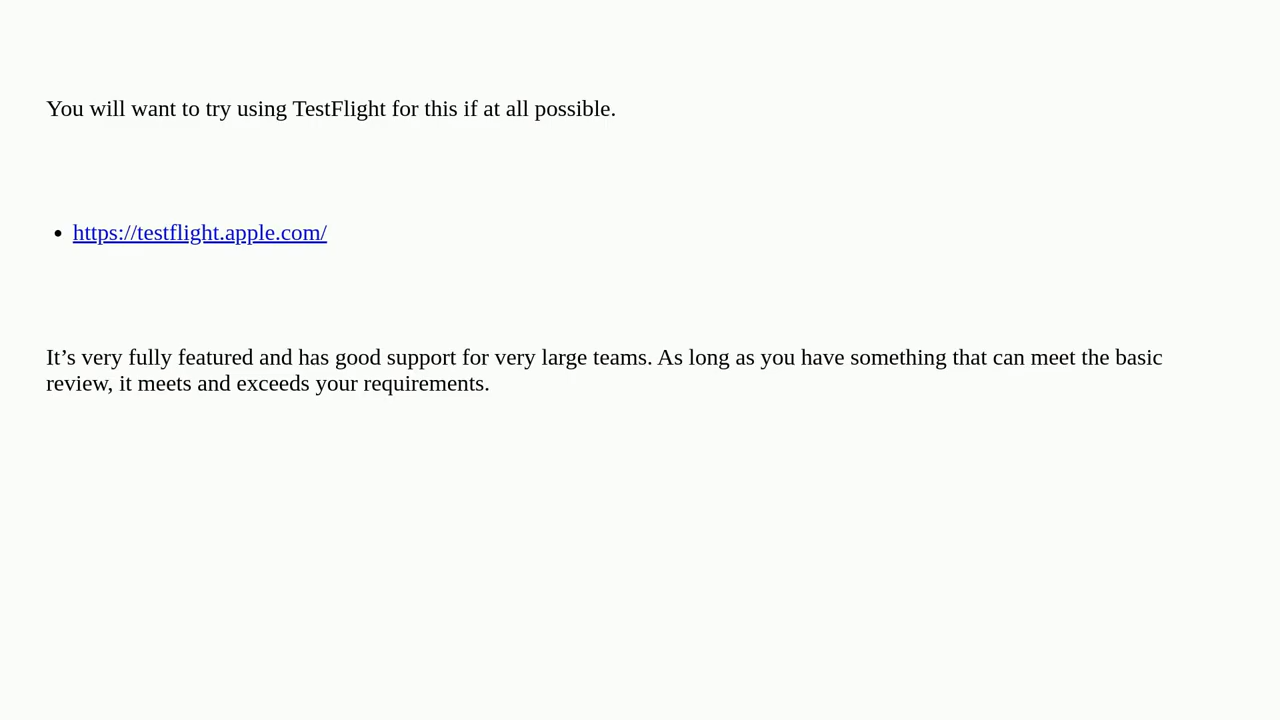 You will want to try using TestFlight for this if at all possible.
• https://testflight.apple.com/
It’s very fully featured and has good support for very large teams. As long as you have something that can meet the basic
review, it meets and exceeds your requirements.